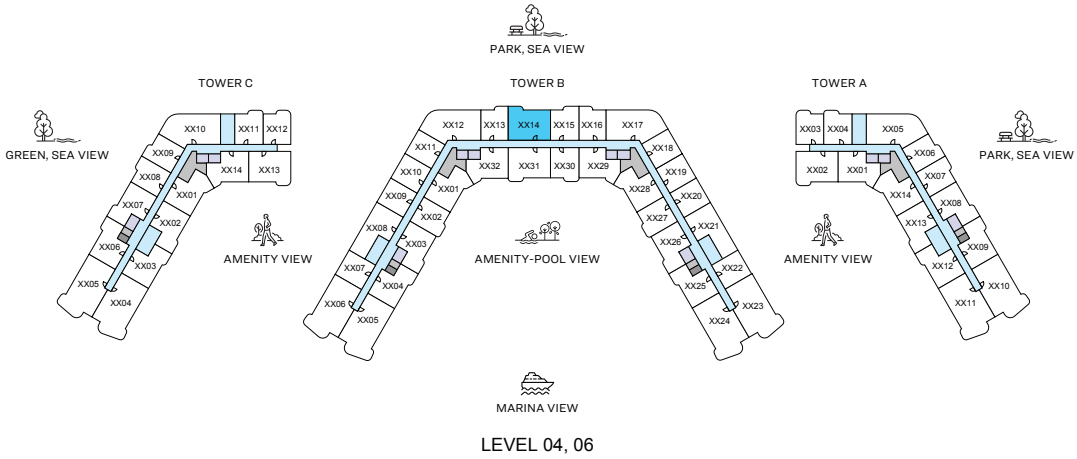 PARK, SEA VIEW
TOWER C
TOWER B
TOWER A
GREEN, SEA VIEW
PARK, SEA VIEW
XX10
XX11
XX12
XX09
XX08
XX07
XX06
XX05
XX04
XX03
XX02
XX01
XX14
XX13
XX12
XX13
XX14
XX15
XX16
XX17
XX11
XX10
XX09
XX08
XX07
XX06
XX05
XX04
XX03
XX02
XX01
XX32
XX31
XX30
XX29
XX28
XX27
XX26
XX25
XX24
XX18
XX19
XX20
XX21
XX22
XX23
XX03
XX04
XX05
XX02
XX01
XX06
XX07
XX08
XX09
XX10
XX14
XX13
XX12
XX11
AMENITY VIEW
AMENITY-POOL VIEW
AMENITY VIEW
MARINA VIEW
LEVEL 04, 06